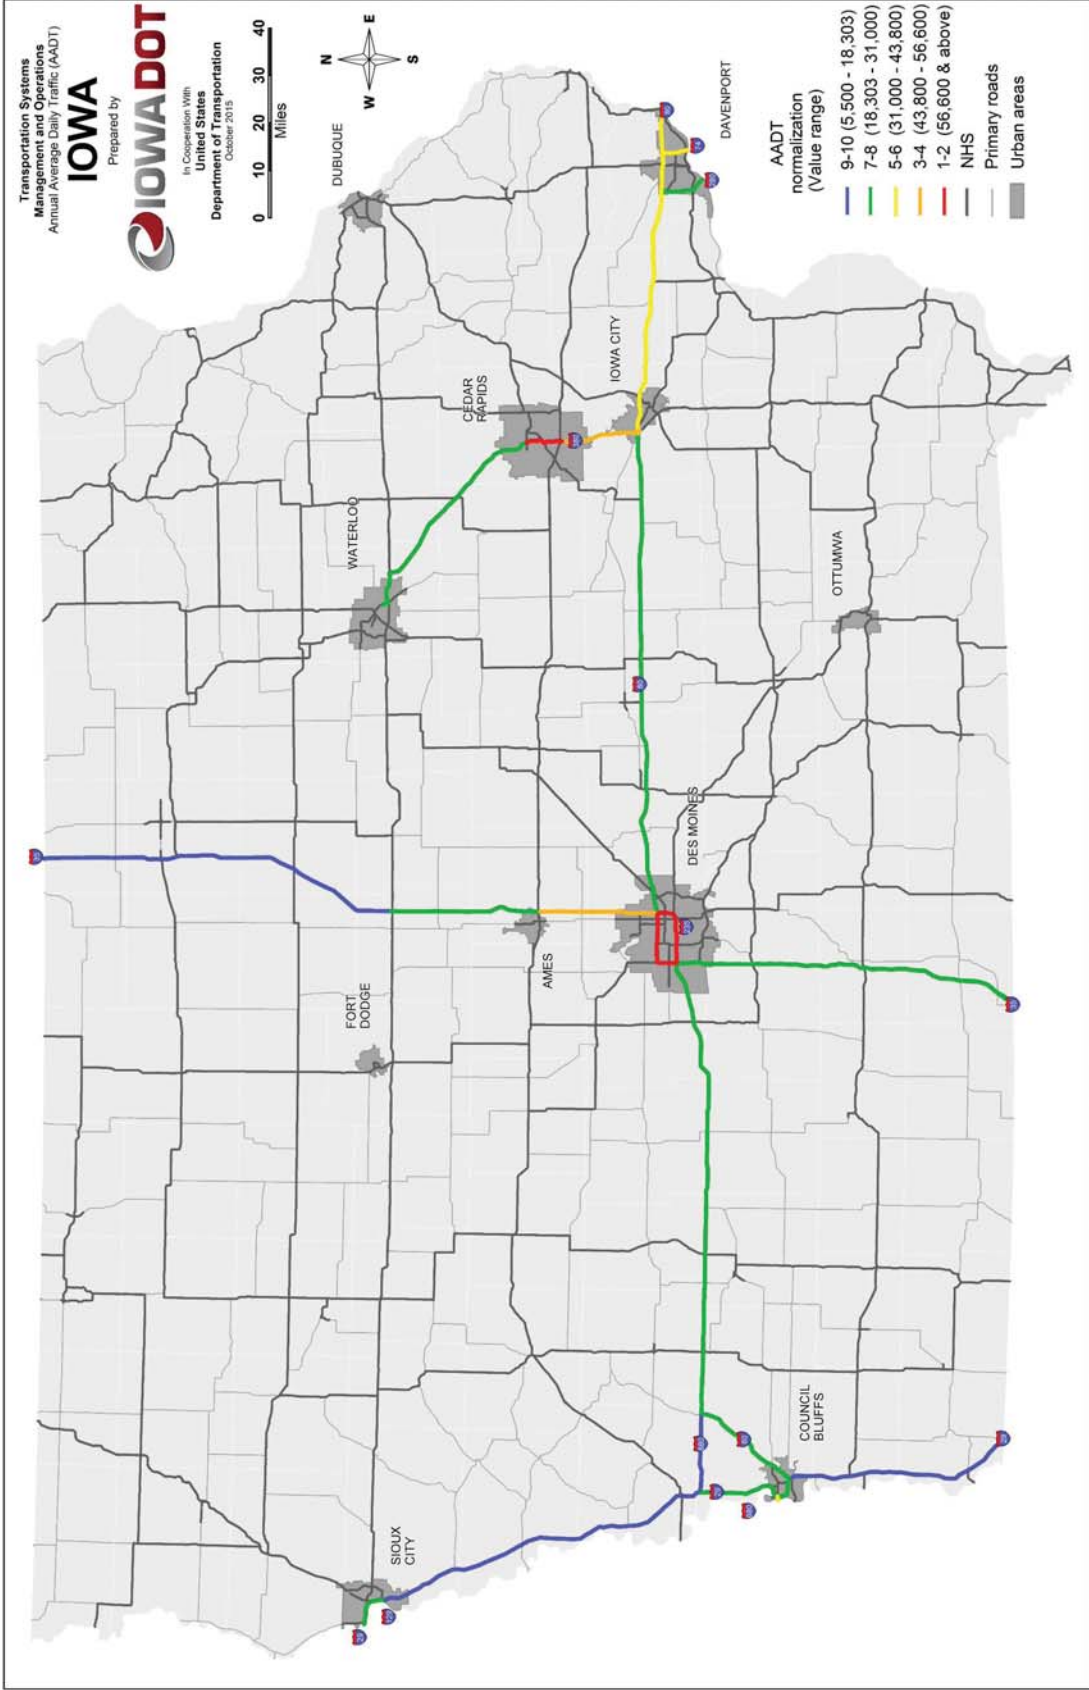 Transportation Systems
Management and Operations
Annual Average Daily Traffic (AADT)
IOWA
Prepared by
IOWADOT
In Cooperation With
United States
Department of Transportation
October 2015
0 10 20 30 40
Miles
N
W E
S
DUBUQUE
WATERLOO
CEDAR
RAPIDS
FORT
DODGE
SIOUX
CITY
AMES
IOWA CITY
DAVENPORT
DES MOINES
COUNCIL
BLUFFS
OTTUMWA
AADT
normalization
(Value range)
9-10 (5,500 - 18,303)
7-8 (18,303 - 31,000)
5-6 (31,000 - 43,800)
3-4 (43,800 - 56,600)
1-2 (56,600 & above)
NHS
Primary roads
Urban areas